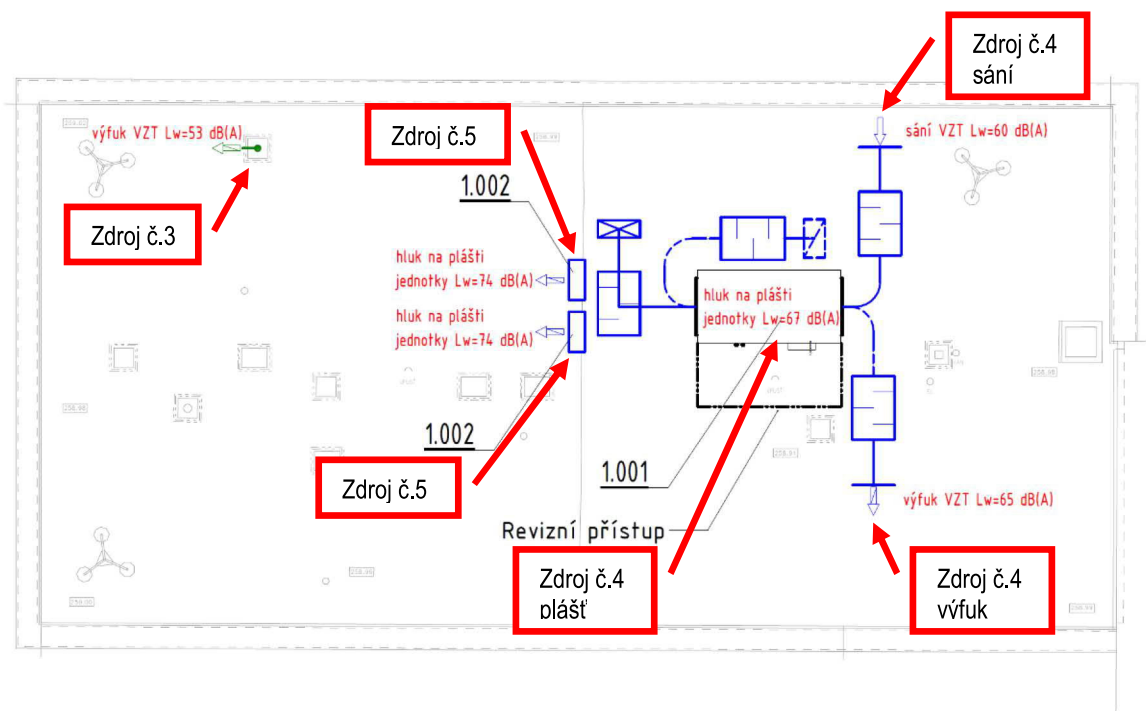 Zdroj č.4
sání
výfuk VZT Lw=53 dB(A)
Zdroj č.5
sání VZT Lw=60 dB(A)
1.002
Zdroj č.3
hluk na plášti
jednotky Lw=74 dB(A)
hluk na plášti
jednotky Lw=67 dB(A)
hluk na plášti
jednotky Lw=74 dB(A)
1.002
1.001
Zdroj č.5
výfuk VZT Lw=65 dB(A)
Revizní přístup
Zdroj č.4
plášť
Zdroj č.4
výfuk